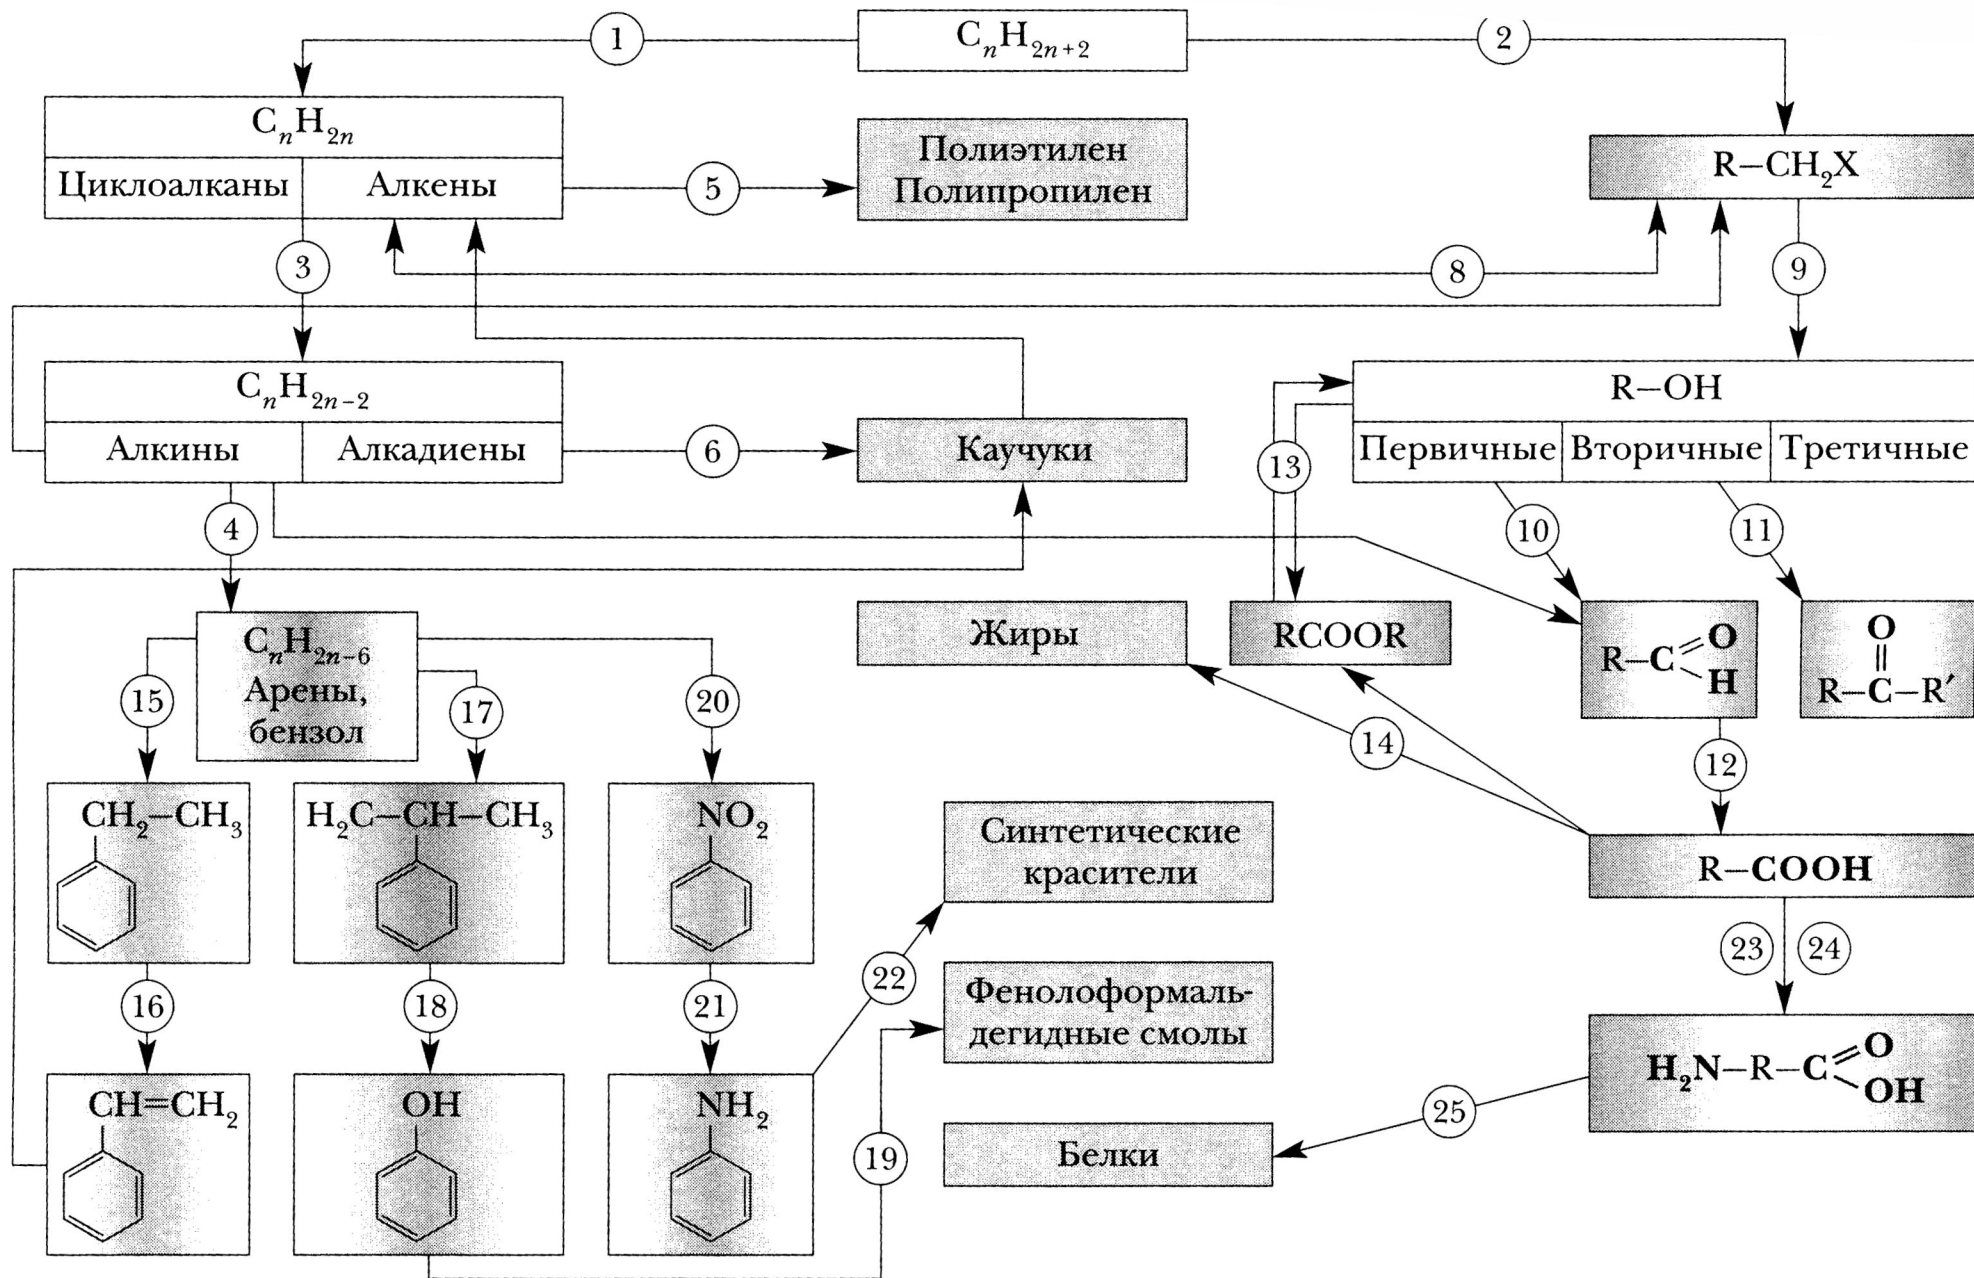 1
CₙH₂ₙ₊₂
2
CₙH₂ₙ
Циклоалканы
Алкены
5
Полиэтилен
Полипропилен
R–CH₂X
3
8
9
CₙH₂ₙ₋₂
Алкины
Алкадиены
6
Каучуки
R–OH
Первичные
Вторичные
Третичные
13
4
10
11
CₙH₂ₙ₋₆
Арены,
бензол
Жиры
RCOOR
R–C
O
H
O
R–C–R′
15
17
20
14
12
CH₂–CH₃
H₂C–CH–CH₃
NO₂
Синтетические
красители
R–COOH
16
18
21
22
23
24
Фенолоформаль-
дегидные смолы
CH=CH₂
OH
NH₂
H₂N–R–C
O
OH
19
25
Белки